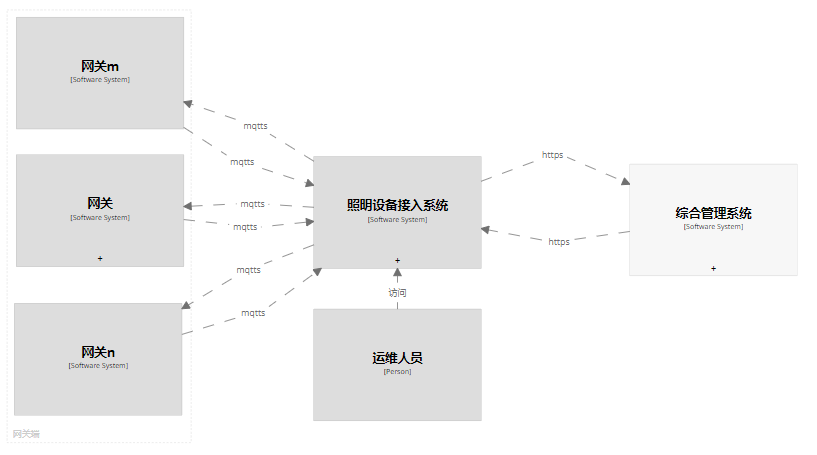 网关m
[Software System]
网关
[Software System]
+
网关n
[Software System]
网关端
mqtts
mqtts
mqtts
mqtts
mqtts
mqtts
照明设备接入系统
[Software System]
+
访问
运维人员
[Person]
https
https
综合管理系统
[Software System]
+